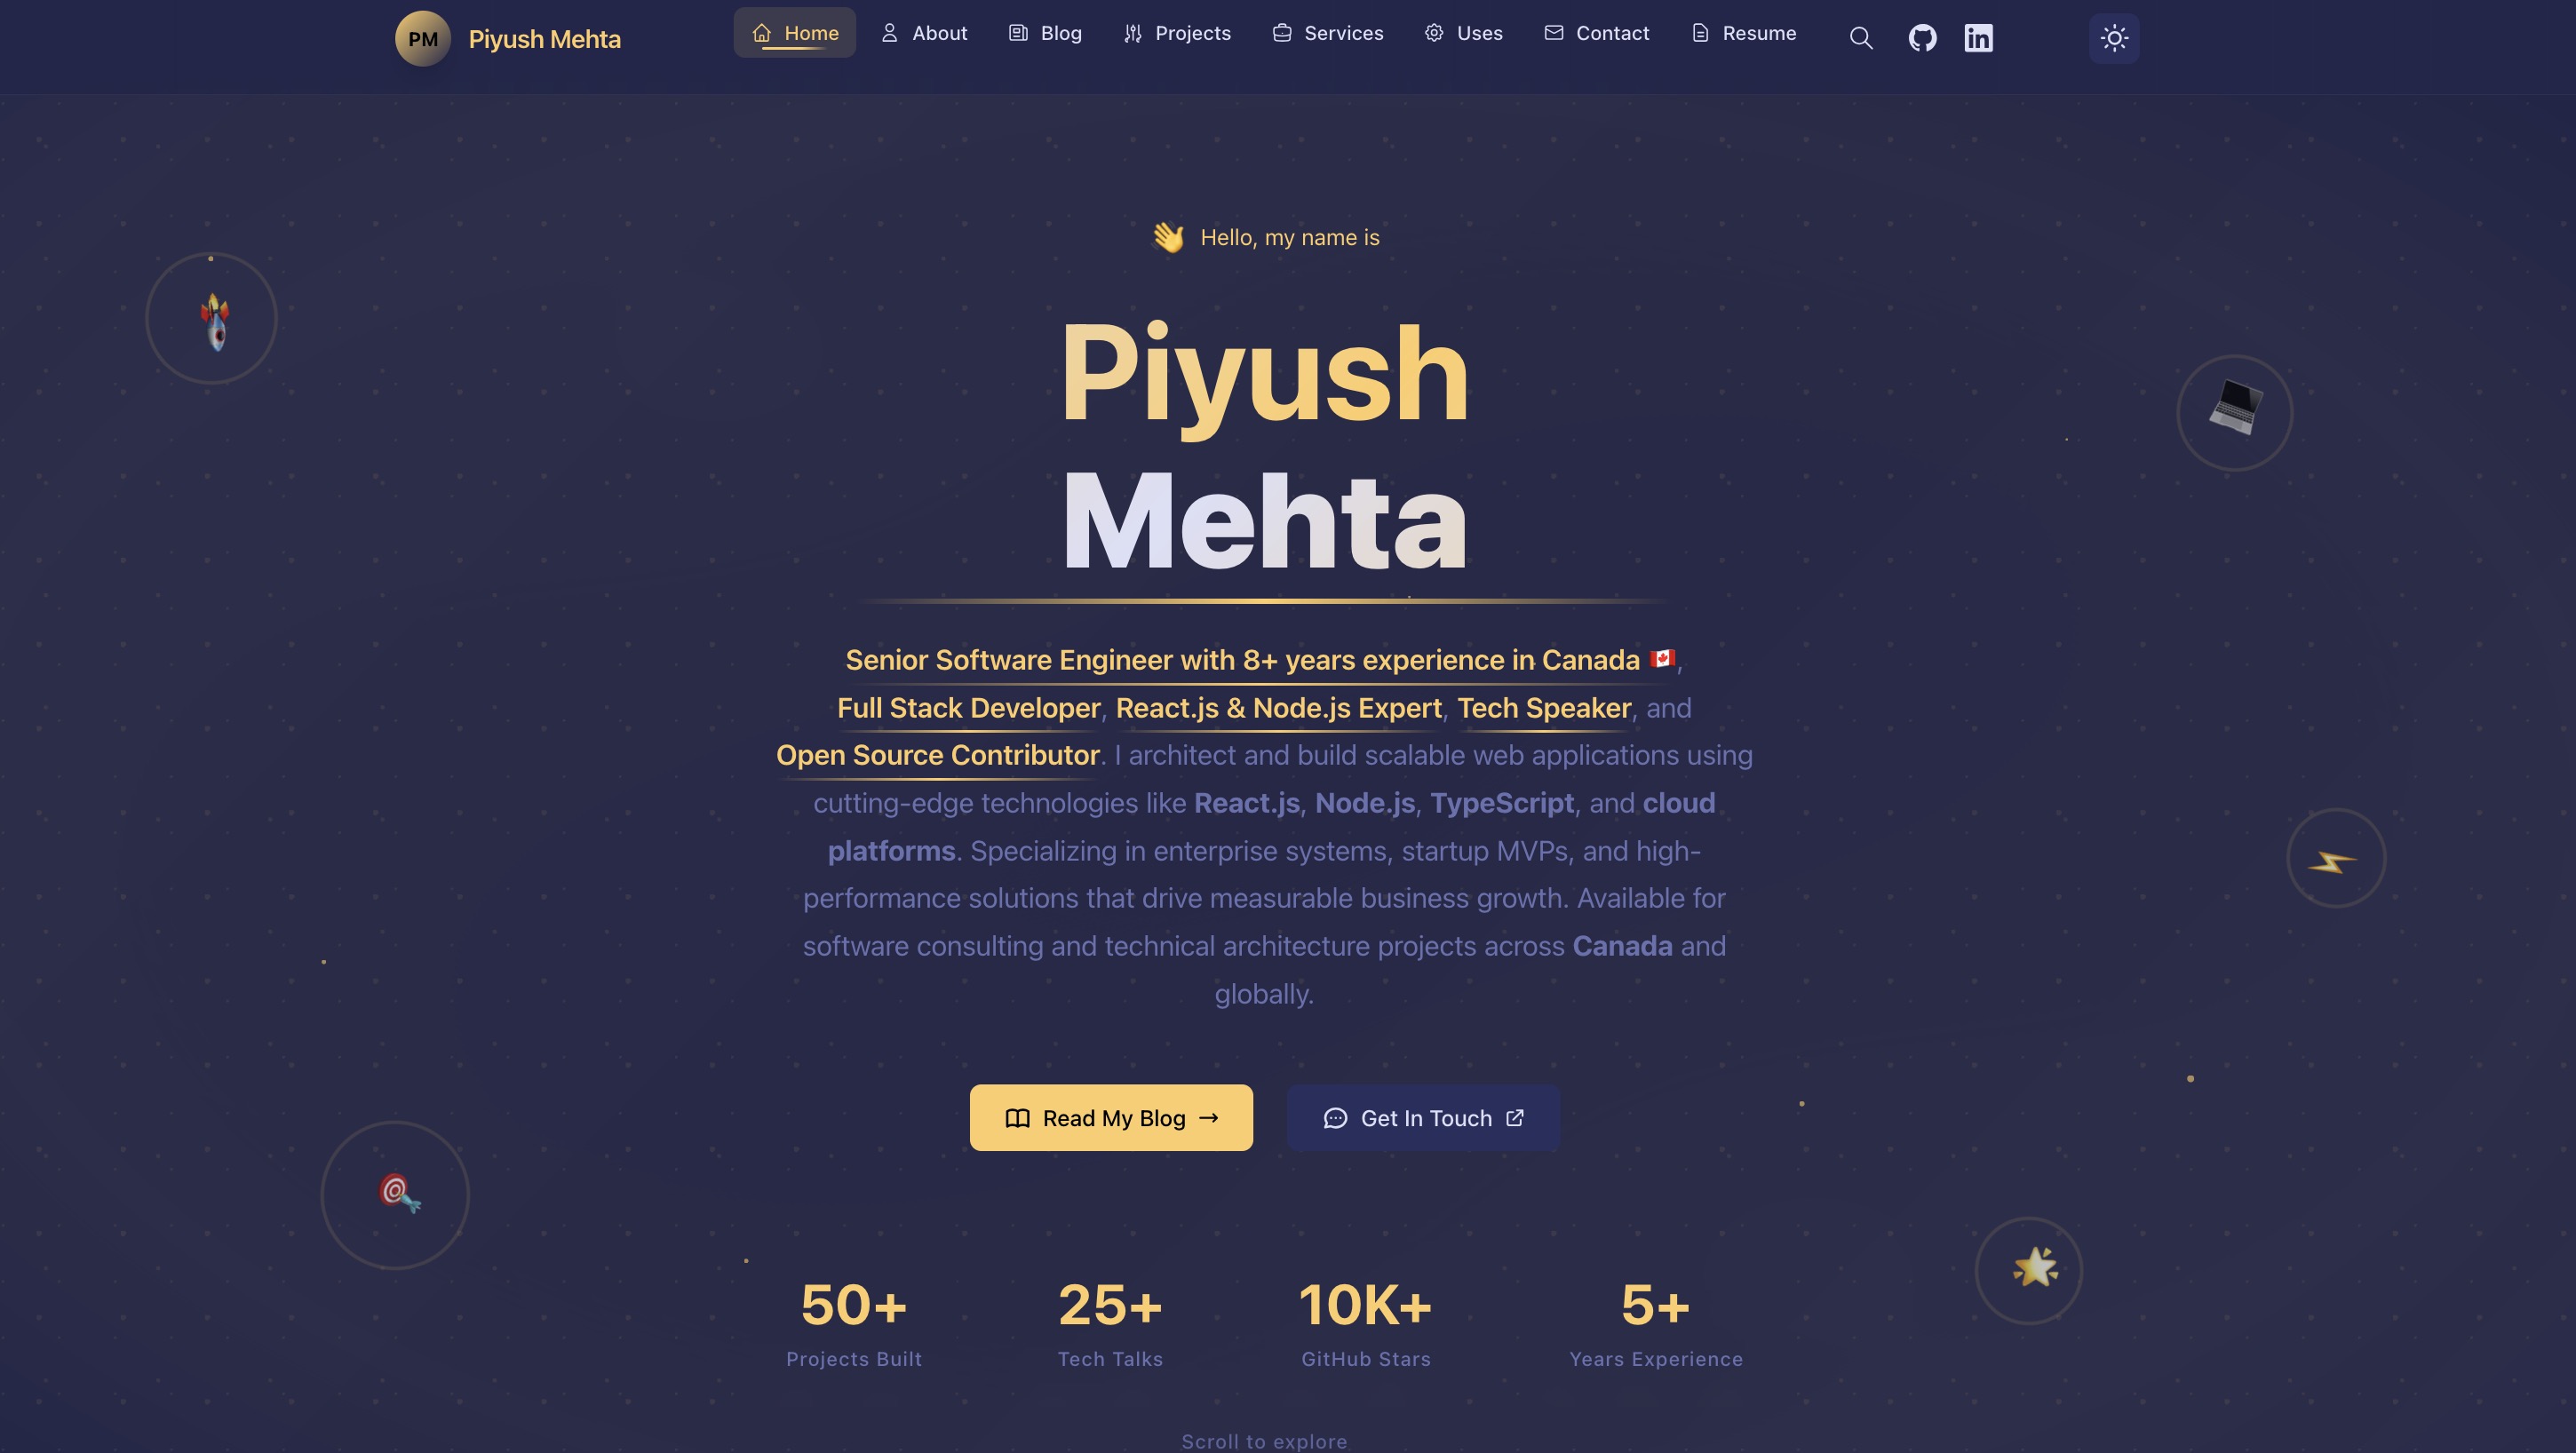 PM
Piyush Mehta
Home
About
Blog
Projects
Services
Uses
Contact
Resume
Hello, my name is
Piyush
Mehta
Senior Software Engineer with 8+ years experience in Canada 🇨🇦,
Full Stack Developer, React.js & Node.js Expert, Tech Speaker, and
Open Source Contributor. I architect and build scalable web applications using
cutting-edge technologies like React.js, Node.js, TypeScript, and cloud
platforms. Specializing in enterprise systems, startup MVPs, and high-
performance solutions that drive measurable business growth. Available for
software consulting and technical architecture projects across Canada and
globally.
Read My Blog →
Get In Touch
50+
Projects Built
25+
Tech Talks
10K+
GitHub Stars
5+
Years Experience
Scroll to explore